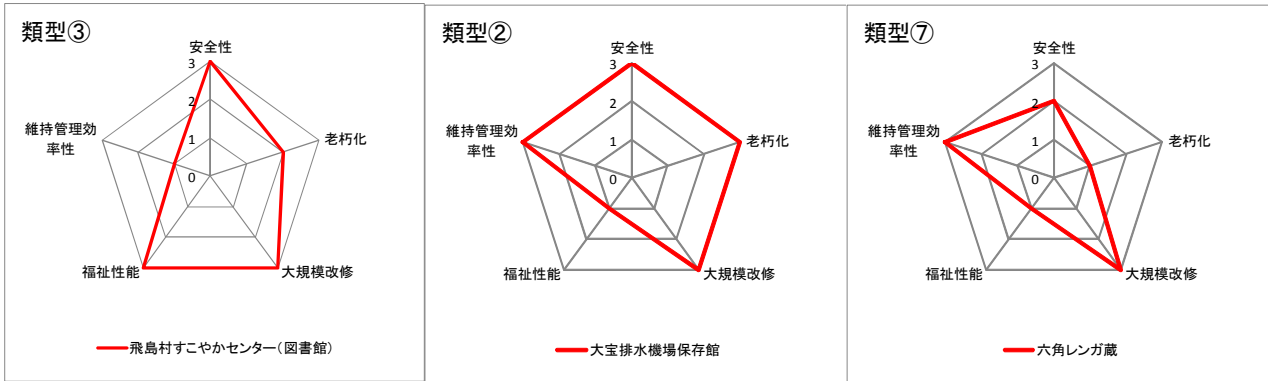 類型③
安全性
3
2
1
0
維持管理効
率性
老朽化
福祉性能
大規模改修
飛島村すこやかセンター(図書館)
類型②
安全性
3
2
1
0
維持管理効
率性
老朽化
福祉性能
大規模改修
大宝排水機場保存館
類型⑦
安全性
3
2
1
0
維持管理効
率性
老朽化
福祉性能
大規模改修
六角レンガ蔵